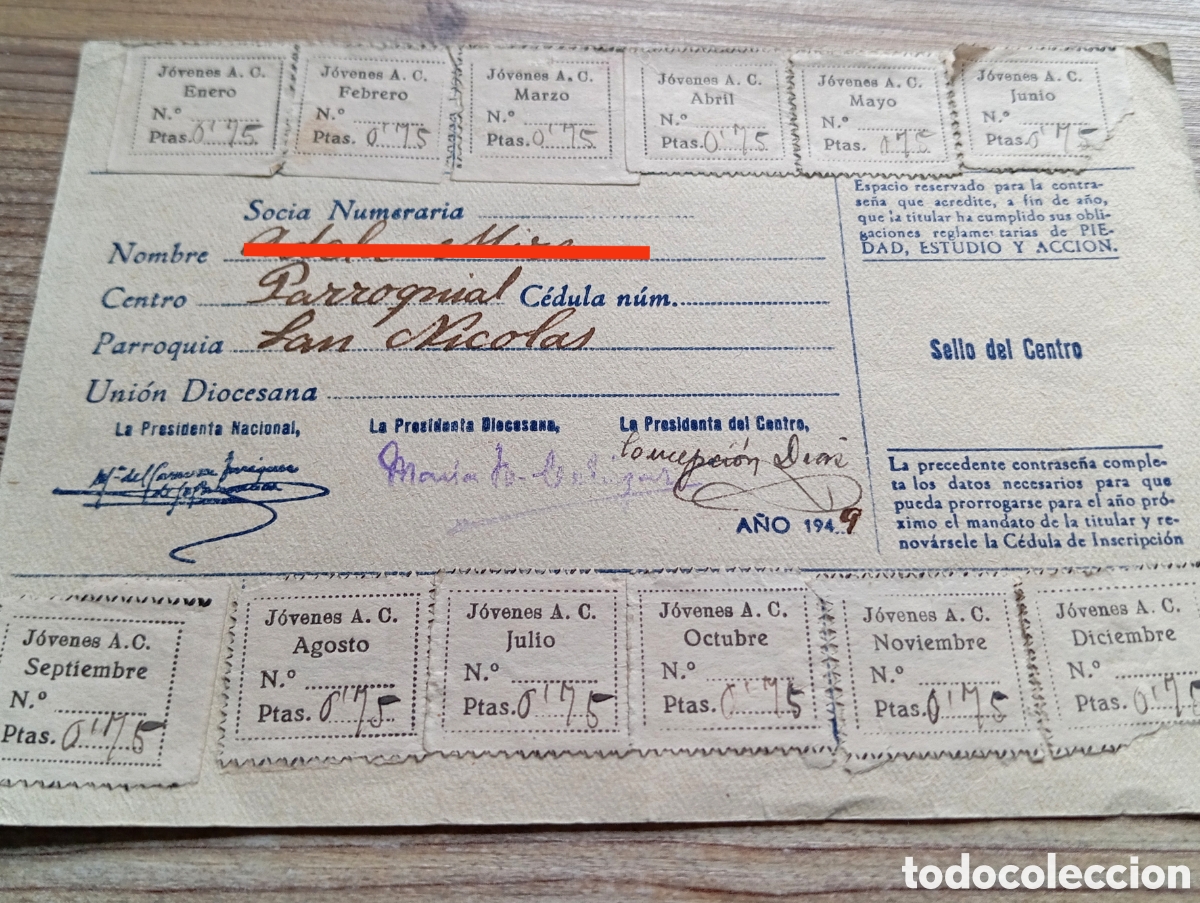 Jóvenes A. C.
Enero
N.º
Ptas. 0'75
Jóvenes A. C.
Febrero
N.º
Ptas. 0'75
Jóvenes A. C.
Marzo
N.º
Ptas. 0'75
Jóvenes A. C.
Abril
N.º
Ptas. 0'75
Jóvenes A. C.
Mayo
N.º
Ptas. 075
Jóvenes A. C.
Junio
N.º
Ptas. 0'75
Socia Numeraria
Nombre
Centro Parroquial Cédula núm.
Parroquia San Nicolas
Unión Diocesana
La Presidenta Nacional,
La Presidenta Diocesana,
María
La Presidenta del Centro,
Concepción
AÑO 1949
Espacio reservado para la contra-
seña que acredite, a fin de año,
que la titular ha cumplido sus obli-
gaciones reglamentarias de PIE-
DAD, ESTUDIO Y ACCION.
Sello del Centro
La precedente contraseña comple-
ta los datos necesarios para que
pueda prorrogarse para el año pró-
ximo el mandato de la titular y re-
novársele la Cédula de Inscripción
Jóvenes A. C.
Septiembre
N.º
Ptas. 0'75
Jóvenes A. C.
Agosto
N.º
Ptas. 0'75
Jóvenes A. C.
Julio
N.º
Ptas. 0'75
Jóvenes A. C.
Octubre
N.º
Ptas. 0'75
Jóvenes A. C.
Noviembre
N.º
Ptas. 0'75
Jóvenes A. C.
Diciembre
N.º
Ptas. 0'75
todocoleccion